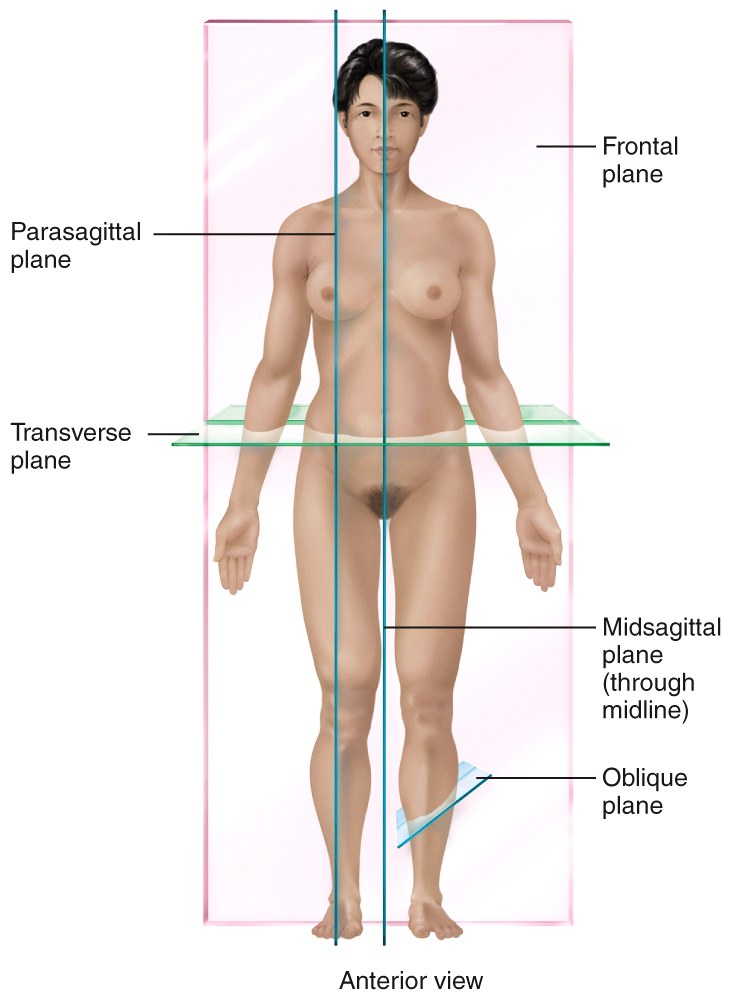 Frontal
plane
Parasagittal
plane
Transverse
plane
Midsagittal
plane
(through
midline)
Oblique
plane
Anterior view